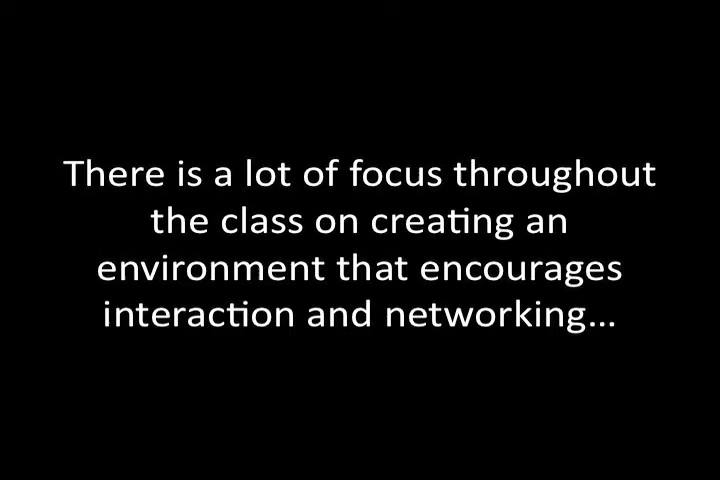 There is a lot of focus throughout
the class on creating an
environment that encourages
interaction and networking...